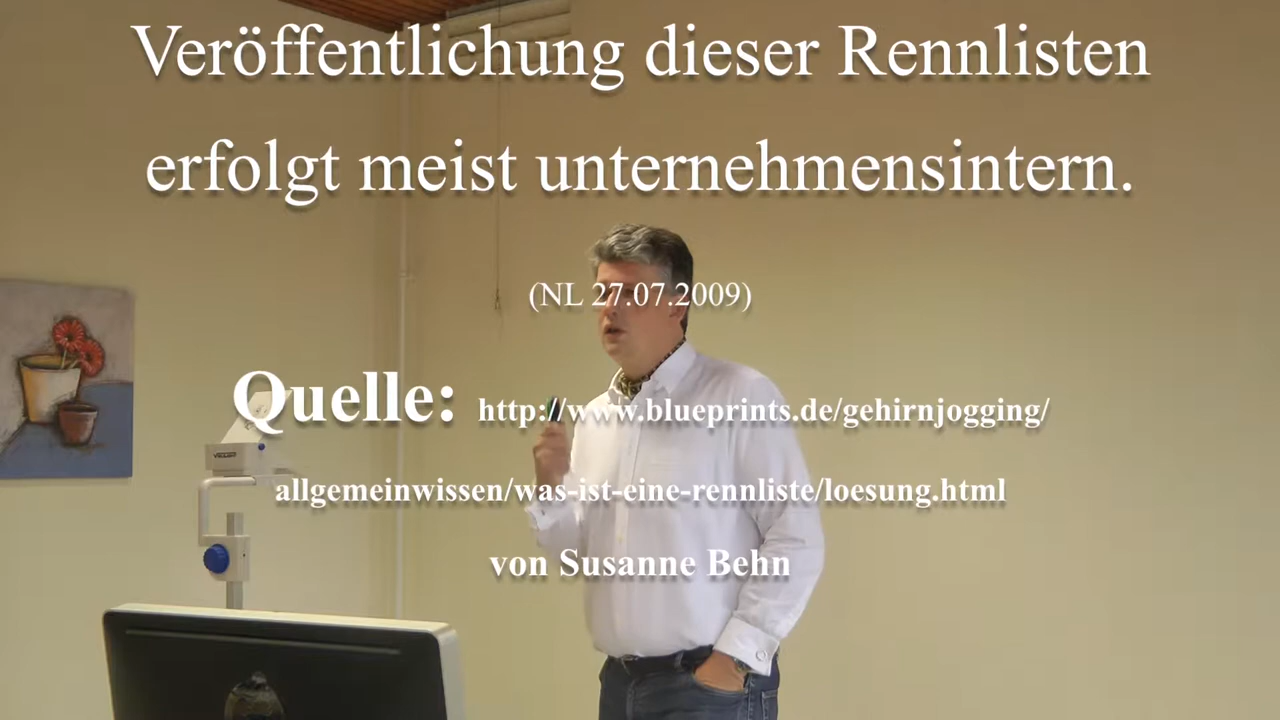 Veröffentlichung dieser Rennlisten
erfolgt meist unternehmensintern.
(NL 27.07.2009)
Quelle: http://www.blueprints.de/gehirnjogging/
allgemeinwissen/was-ist-eine-rennliste/loesung.html
von Susanne Behn